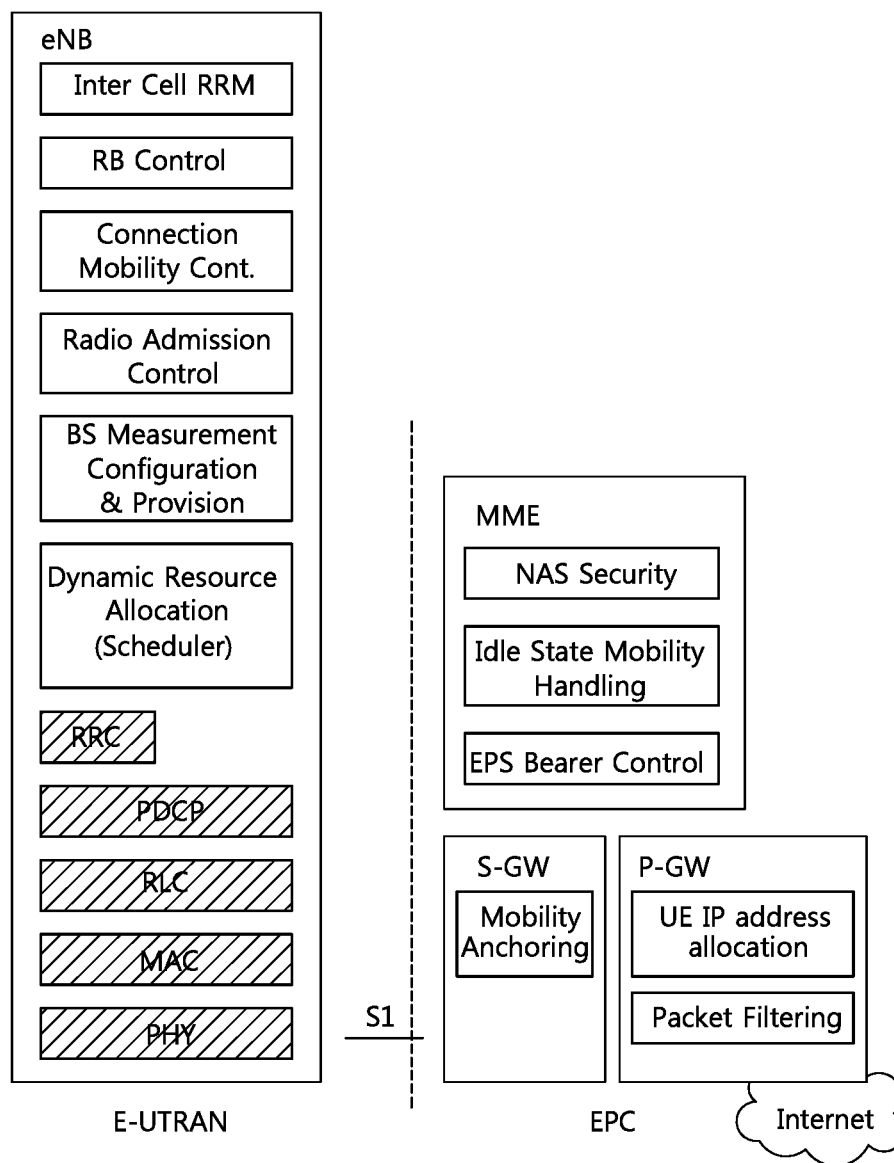 eNB
Inter Cell RRM
RB Control
Connection
Mobility Cont.
Radio Admission
Control
BS Measurement
Configuration
& Provision
Dynamic Resource
Allocation
(Scheduler)
RRC
PDCP
RLC
MAC
PHY
S1
MME
NAS Security
Idle State Mobility
Handling
EPS Bearer Control
S-GW
Mobility
Anchoring
P-GW
UE IP address
allocation
Packet Filtering
E-UTRAN
EPC
Internet